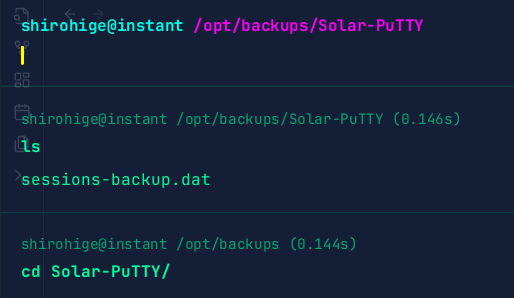 shirohige@instant /opt/backups/Solar-PuTTY
shirohige@instant /opt/backups/Solar-PuTTY (0.146s)
ls
sessions-backup.dat
shirohige@instant /opt/backups (0.144s)
cd Solar-PuTTY/